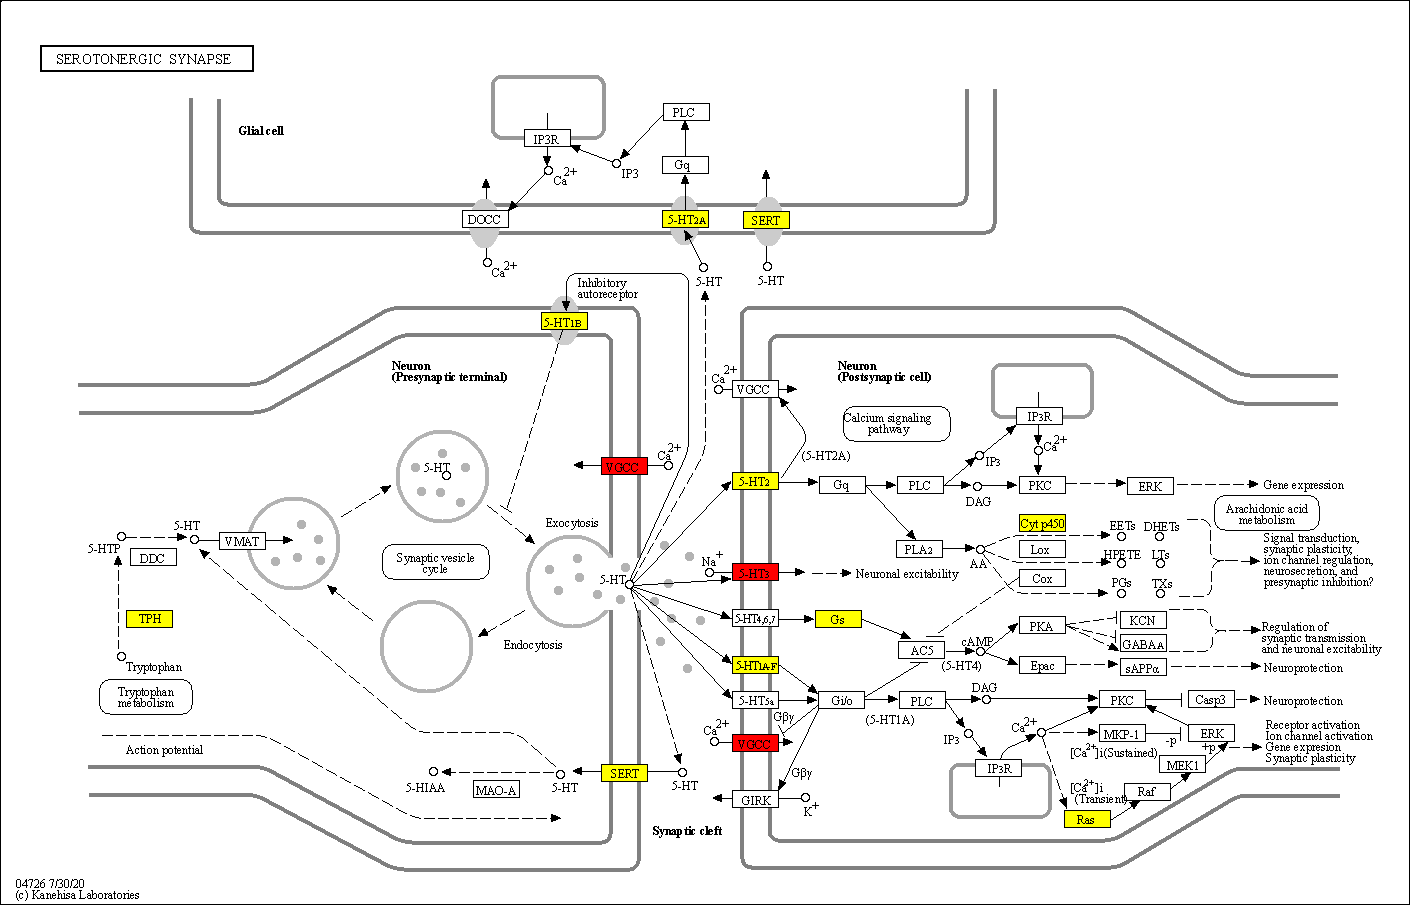 SEROTONERGIC SYNAPSE
Glial cell
PLC
IP3R
Gq
IP3
Ca2+
DOCC
5-HT2A
SERT
Ca2+
5-HT
5-HT
Inhibitory
autoreceptor
5-HT1B
Neuron
(Presynaptic terminal)
Neuron
(Postsynaptic cell)
Ca2+
VGCC
Calcium signaling
pathway
IP3R
Ca2+
(5-HT2A)
IP3
5-HT
VGCC
Ca2+
5-HT2
Gq
PLC
DAG
PKC
ERK
Gene expression
Arachidonic acid
metabolism
Exocytosis
Cyt p450
EETs
DHETs
5-HT
5-HTP
VMAT
DDC
Synaptic vesicle
cycle
Na+
PLA2
AA
Lox
HPETE
LTs
Cox
PGs
TXs
Signal transduction,
synaptic plasticity,
ion channel regulation,
neurosecretion, and
presynaptic inhibition?
5-HT
5-HT3
Neuronal excitability
TPH
5-HT4,6,7
Gs
PKA
KCN
GABAA
Regulation of
synaptic transmission
and neuronal excitability
Endocytosis
AC5
cAMP
(5-HT4)
Epac
sAPPα
Neuroprotection
Tryptophan
5-HT1A-F
Tryptophan
metabolism
5-HT5a
Gi/o
PLC
DAG
PKC
Casp3
Neuroprotection
(5-HT1A)
Gβγ
Ca2+
VGCC
IP3
Ca2+
MKP-1
-p
ERK
+p
Receptor activation
Ion channel activation
Gene expresion
Synaptic plasticity
[Ca2+]i(Sustained)
Action potential
5-HIAA
MAO-A
5-HT
SERT
5-HT
Gβγ
IP3R
MEK1
[Ca2+]i
(Transient)
Raf
GIRK
K+
Ras
Synaptic cleft
04726 7/30/20
(c) Kanehisa Laboratories